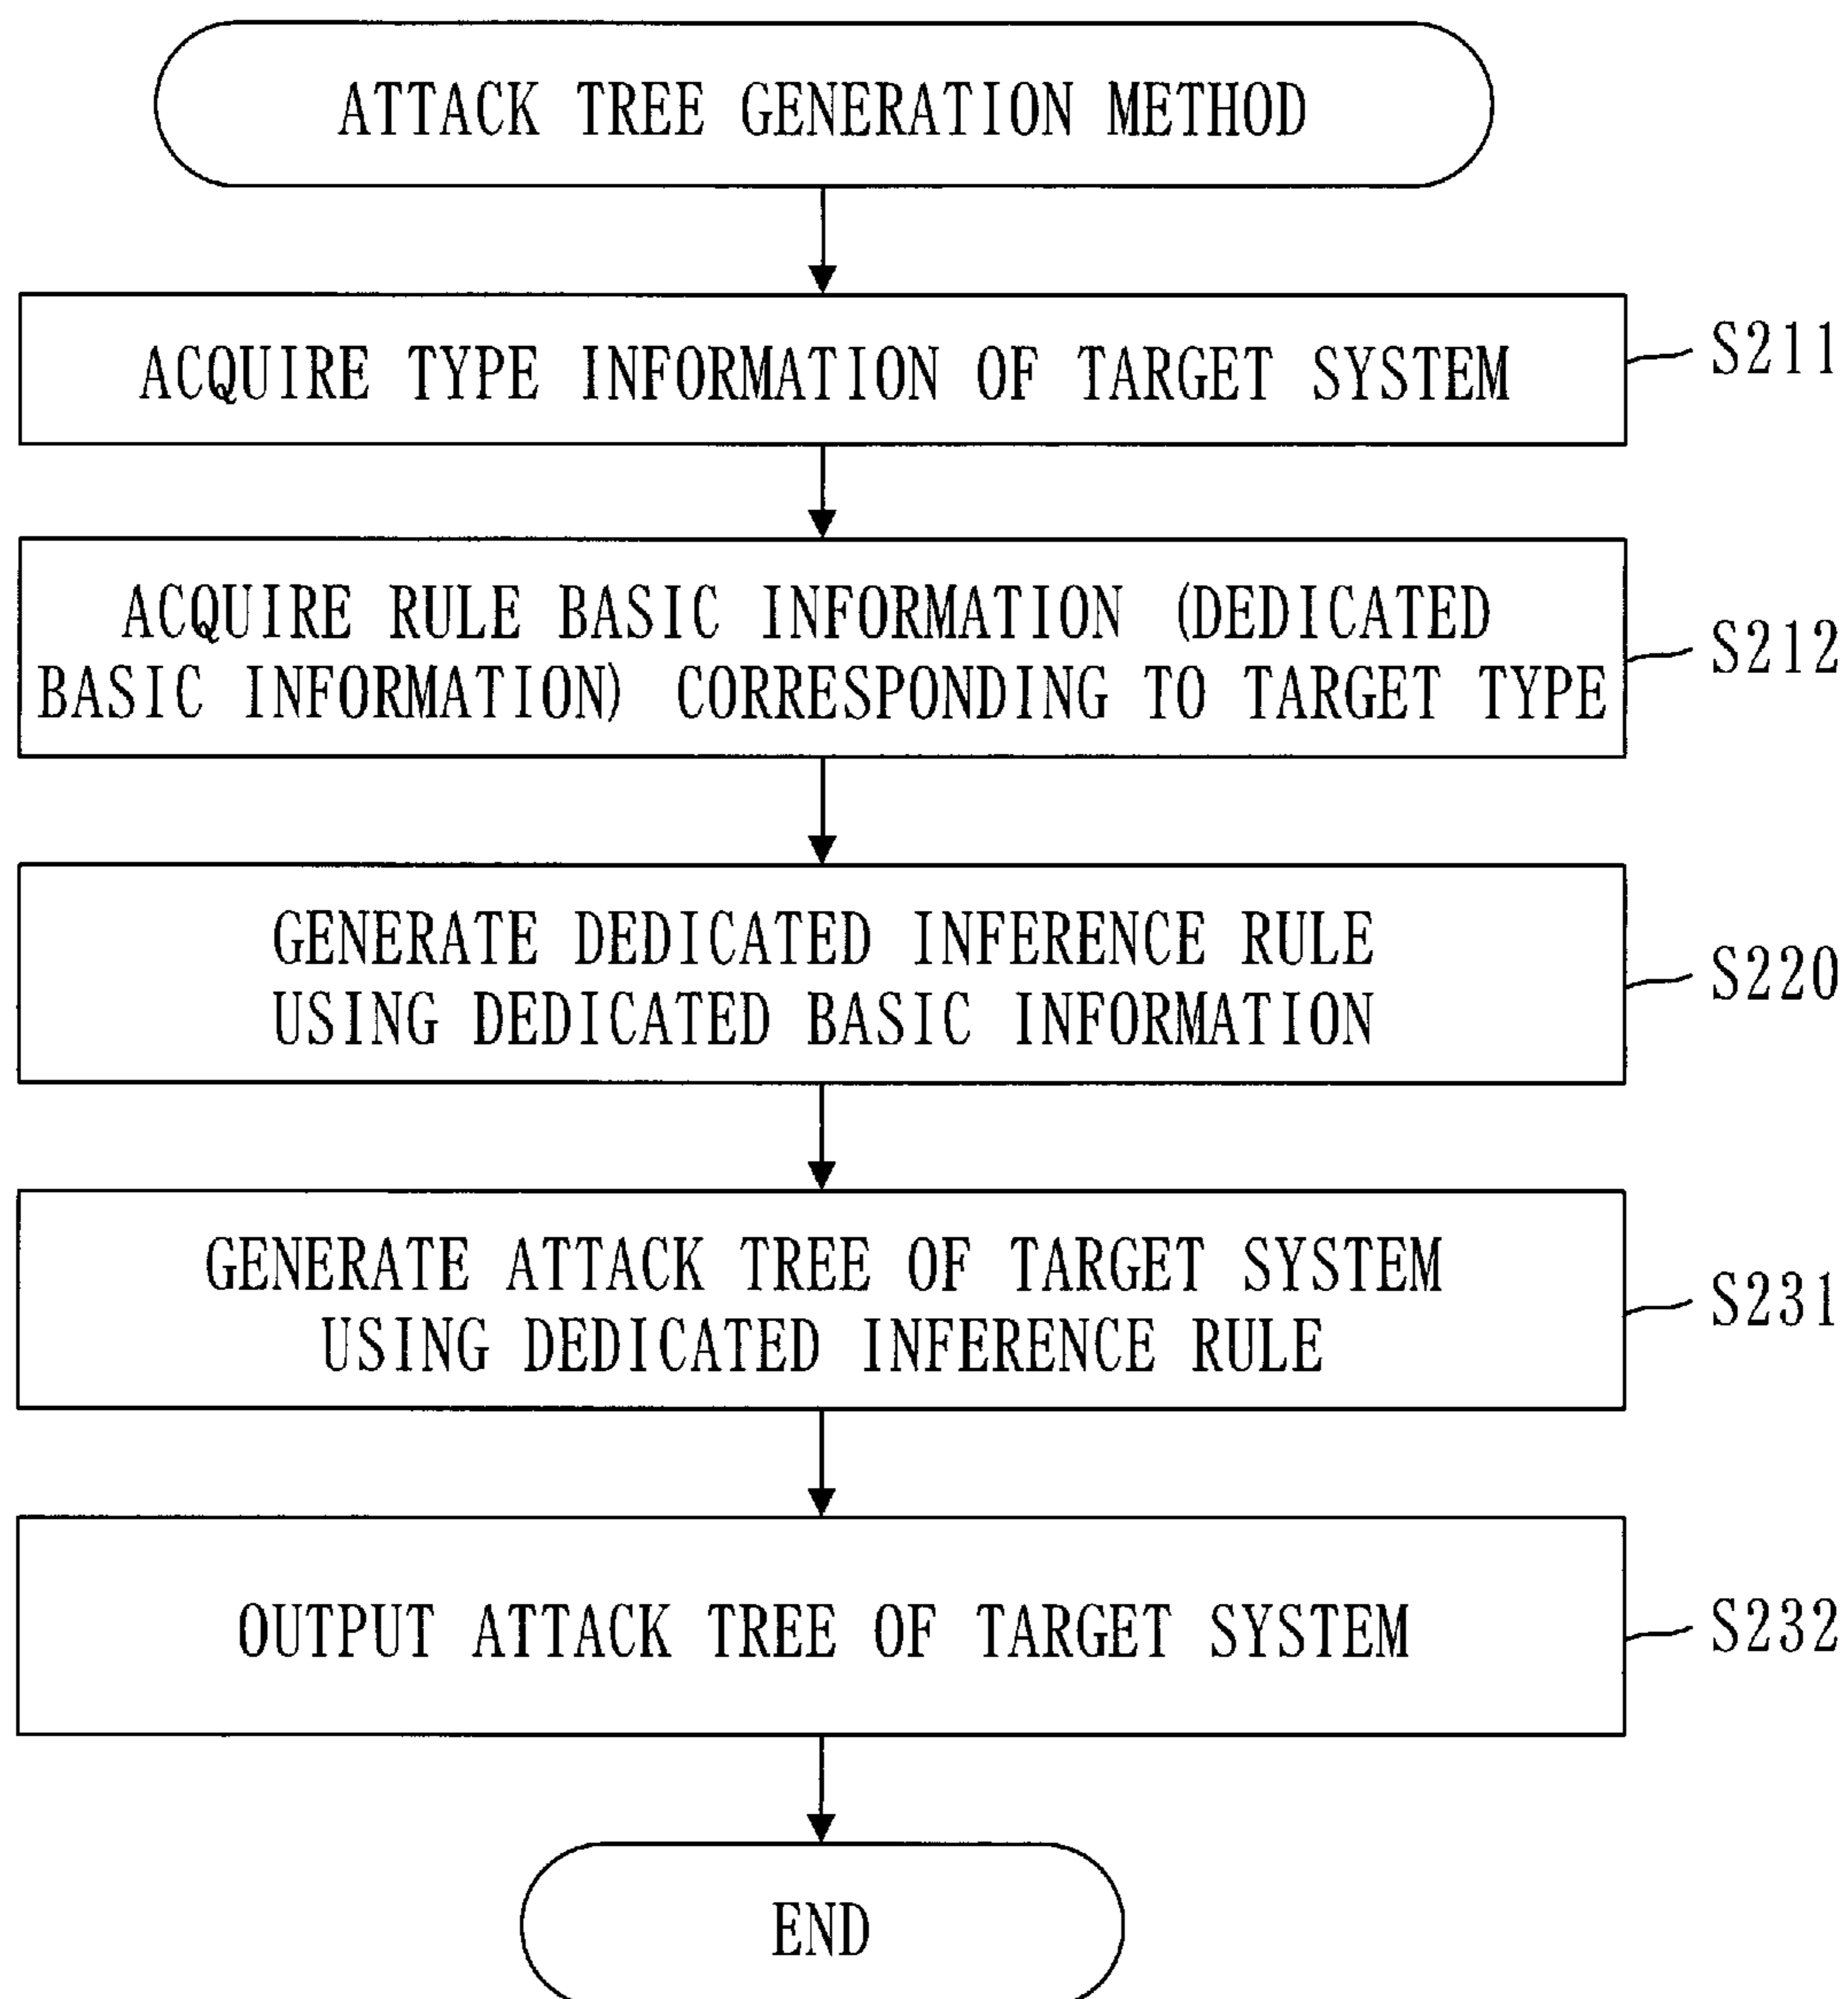 ATTACK TREE GENERATION METHOD
ACQUIRE TYPE INFORMATION OF TARGET SYSTEM
S211
ACQUIRE RULE BASIC INFORMATION (DEDICATED
BASIC INFORMATION) CORRESPONDING TO TARGET TYPE
S212
GENERATE DEDICATED INFERENCE RULE
USING DEDICATED BASIC INFORMATION
S220
GENERATE ATTACK TREE OF TARGET SYSTEM
USING DEDICATED INFERENCE RULE
S231
OUTPUT ATTACK TREE OF TARGET SYSTEM
S232
END